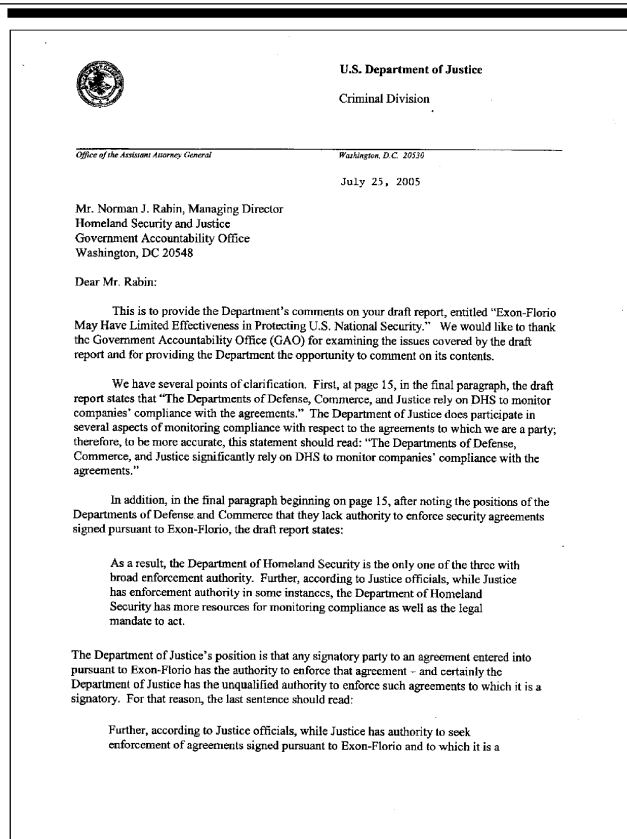 U.S. Department of Justice
Criminal Division
Office of the Assistant Attorney General
Washington, D.C. 20530
July 25, 2005
Mr. Norman J. Rabin, Managing Director
Homeland Security and Justice
Government Accountability Office
Washington, DC 20548
Dear Mr. Rabin:
This is to provide the Department's comments on your draft report, entitled “Exon-Florio
May Have Limited Effectiveness in Protecting U.S. National Security.” We would like to thank
the Government Accountability Office (GAO) for examining the issues covered by the draft
report and for providing the Department the opportunity to comment on its contents.
We have several points of clarification. First, at page 15, in the final paragraph, the draft
report states that “The Departments of Defense, Commerce, and Justice rely on DHS to monitor
companies' compliance with the agreements.” The Department of Justice does participate in
several aspects of monitoring compliance with respect to the agreements to which we are a party;
therefore, to be more accurate, this statement should read: “The Departments of Defense,
Commerce, and Justice significantly rely on DHS to monitor companies' compliance with the
agreements.”
In addition, in the final paragraph beginning on page 15, after noting the positions of the
Departments of Defense and Commerce that they lack authority to enforce security agreements
signed pursuant to Exon-Florio, the draft report states:
As a result, the Department of Homeland Security is the only one of the three with
broad enforcement authority. Further, according to Justice officials, while Justice
has enforcement authority in some instances, the Department of Homeland
Security has more resources for monitoring compliance as well as the legal
mandate to act.
The Department of Justice's position is that any signatory party to an agreement entered into
pursuant to Exon-Florio has the authority to enforce that agreement – and certainly the
Department of Justice has the unqualified authority to enforce such agreements to which it is a
signatory. For that reason, the last sentence should read:
Further, according to Justice officials, while Justice has authority to seek
enforcement of agreements signed pursuant to Exon-Florio and to which it is a